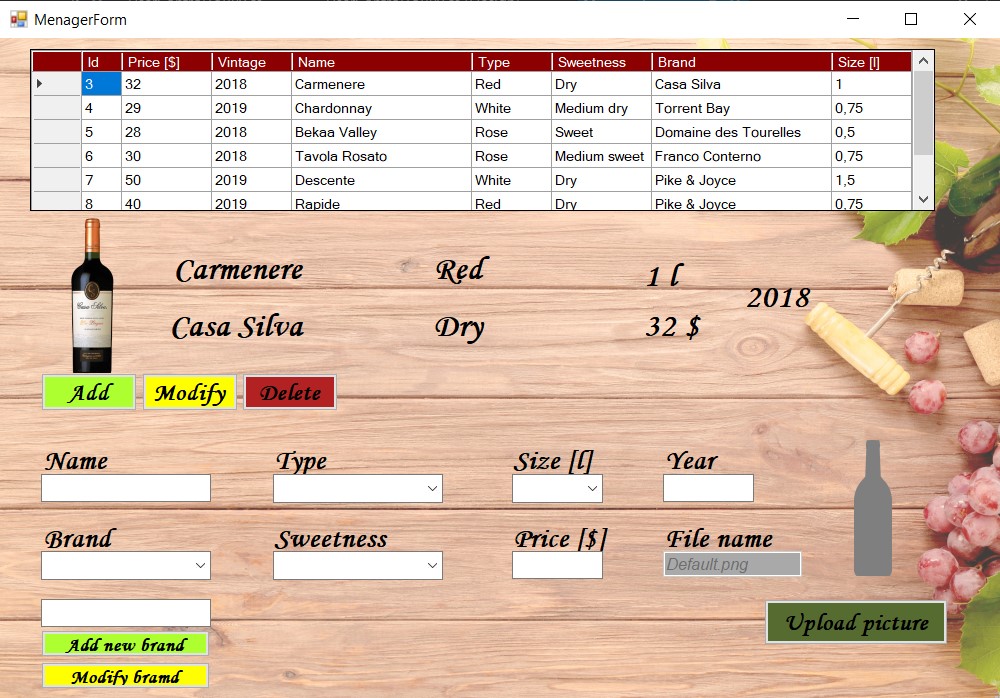 MenagerForm
Id Price [$] Vintage Name Type Sweetness Brand Size [l]
3 32 2018 Carmenere Red Dry Casa Silva 1
4 29 2019 Chardonnay White Medium dry Torrent Bay 0,75
5 28 2018 Bekaa Valley Rose Sweet Domaine des Tourelles 0,5
6 30 2018 Tavola Rosato Rose Medium sweet Franco Conterno 0,75
7 50 2019 Descente White Dry Pike & Joyce 1,5
8 40 2019 Rapide Red Dry Pike & Joyce 0,75
Casa Silva
Carmenere Red 1 l
2018
Casa Silva Dry 32 $
Add Modify Delete
Name Type Size [l] Year
Brand Sweetness Price [$] File name
Default.png
Upload picture
Add new brand
Modify bramd